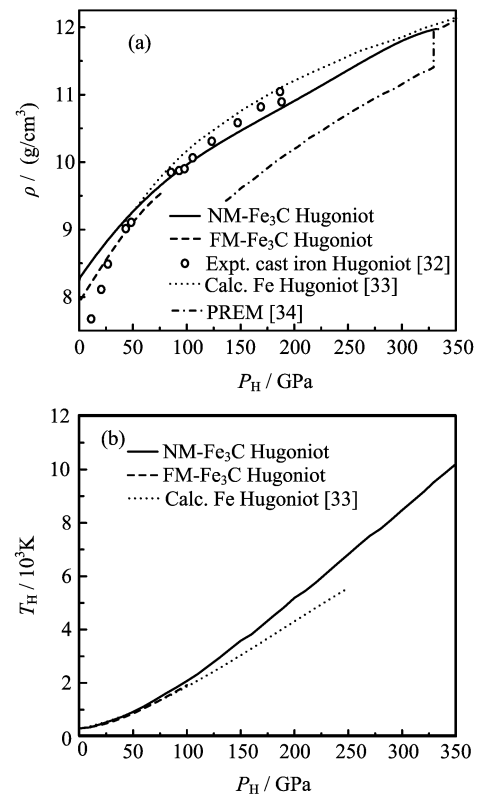 12
(a)
11
10
9
8
ρ / (g/cm³)
NM-Fe₃C Hugoniot
FM-Fe₃C Hugoniot
Expt. cast iron Hugoniot [32]
Calc. Fe Hugoniot [33]
PREM [34]
0 50 100 150 200 250 300 350
P_H / GPa
12
(b)
10
8
6
4
2
0
T_H / 10³K
NM-Fe₃C Hugoniot
FM-Fe₃C Hugoniot
Calc. Fe Hugoniot [33]
0 50 100 150 200 250 300 350
P_H / GPa